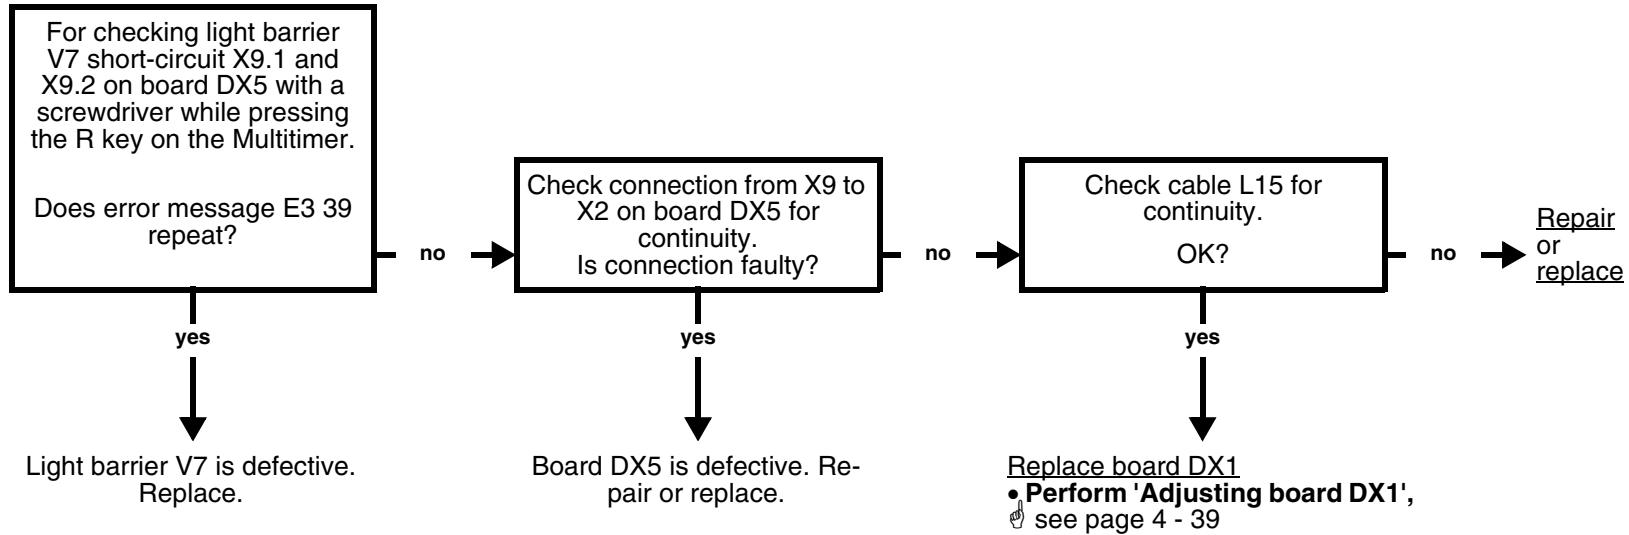 For checking light barrier
V7 short-circuit X9.1 and
X9.2 on board DX5 with a
screwdriver while pressing
the R key on the Multitimer.
Does error message E3 39
repeat?
no
yes
Light barrier V7 is defective.
Replace.
Check connection from X9 to
X2 on board DX5 for
continuity.
Is connection faulty?
no
yes
Board DX5 is defective. Re-
pair or replace.
Check cable L15 for
continuity.
OK?
no
Repair
or
replace
yes
Replace board DX1
• Perform 'Adjusting board DX1',
☝ see page 4 - 39